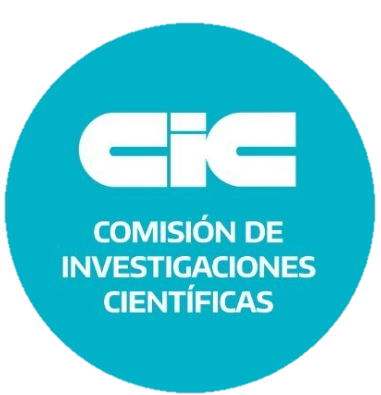 CiC
COMISIÓN DE
INVESTIGACIONES
CIENTÍFICAS